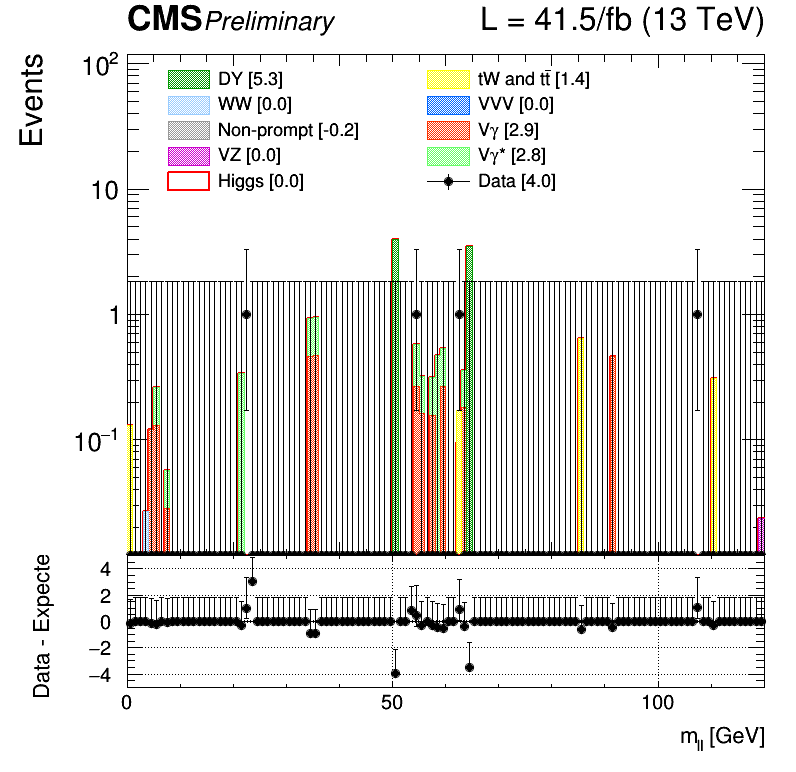 CMS Preliminary L = 41.5/fb (13 TeV)
Events
10²
10
1
10⁻¹
DY [5.3]
WW [0.0]
Non-prompt [-0.2]
VZ [0.0]
Higgs [0.0]
tW and tt̄ [1.4]
VVV [0.0]
Vγ [2.9]
Vγ* [2.8]
Data [4.0]
Data - Expecte
4
2
0
−2
−4
0 50 100
m_ll [GeV]